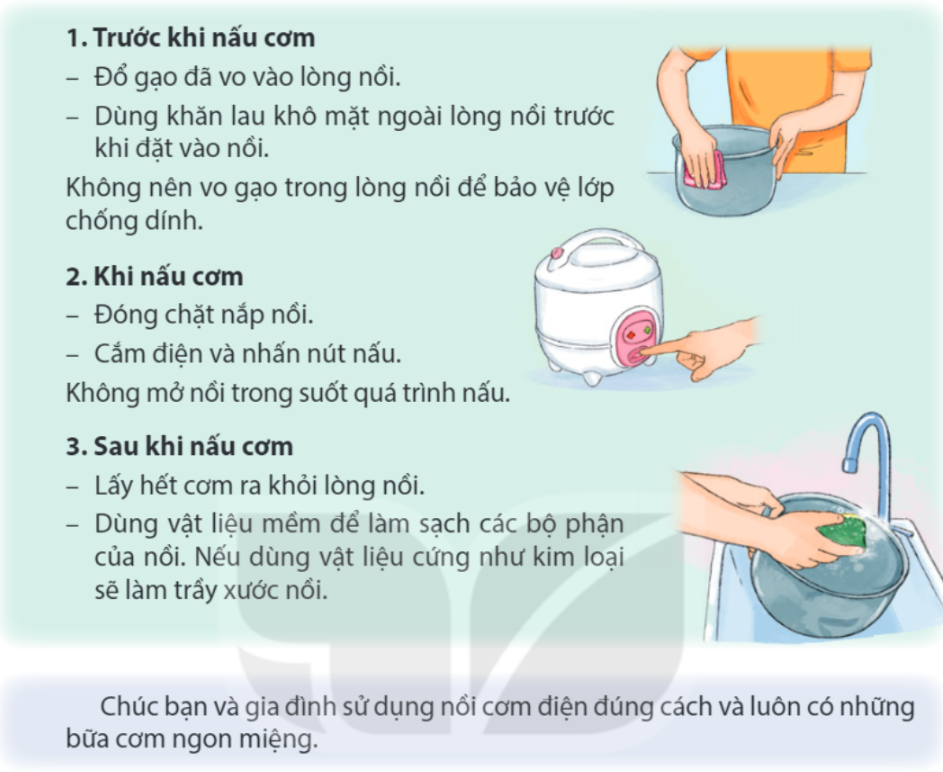 1. Trước khi nấu cơm
– Đổ gạo đã vo vào lòng nồi.
– Dùng khăn lau khô mặt ngoài lòng nồi trước
khi đặt vào nồi.
Không nên vo gạo trong lòng nồi để bảo vệ lớp
chống dính.
2. Khi nấu cơm
– Đóng chặt nắp nồi.
– Cắm điện và nhấn nút nấu.
Không mở nồi trong suốt quá trình nấu.
3. Sau khi nấu cơm
– Lấy hết cơm ra khỏi lòng nồi.
– Dùng vật liệu mềm để làm sạch các bộ phận
của nồi. Nếu dùng vật liệu cứng như kim loại
sẽ làm trầy xước nồi.
Chúc bạn và gia đình sử dụng nồi cơm điện đúng cách và luôn có những
bữa cơm ngon miệng.